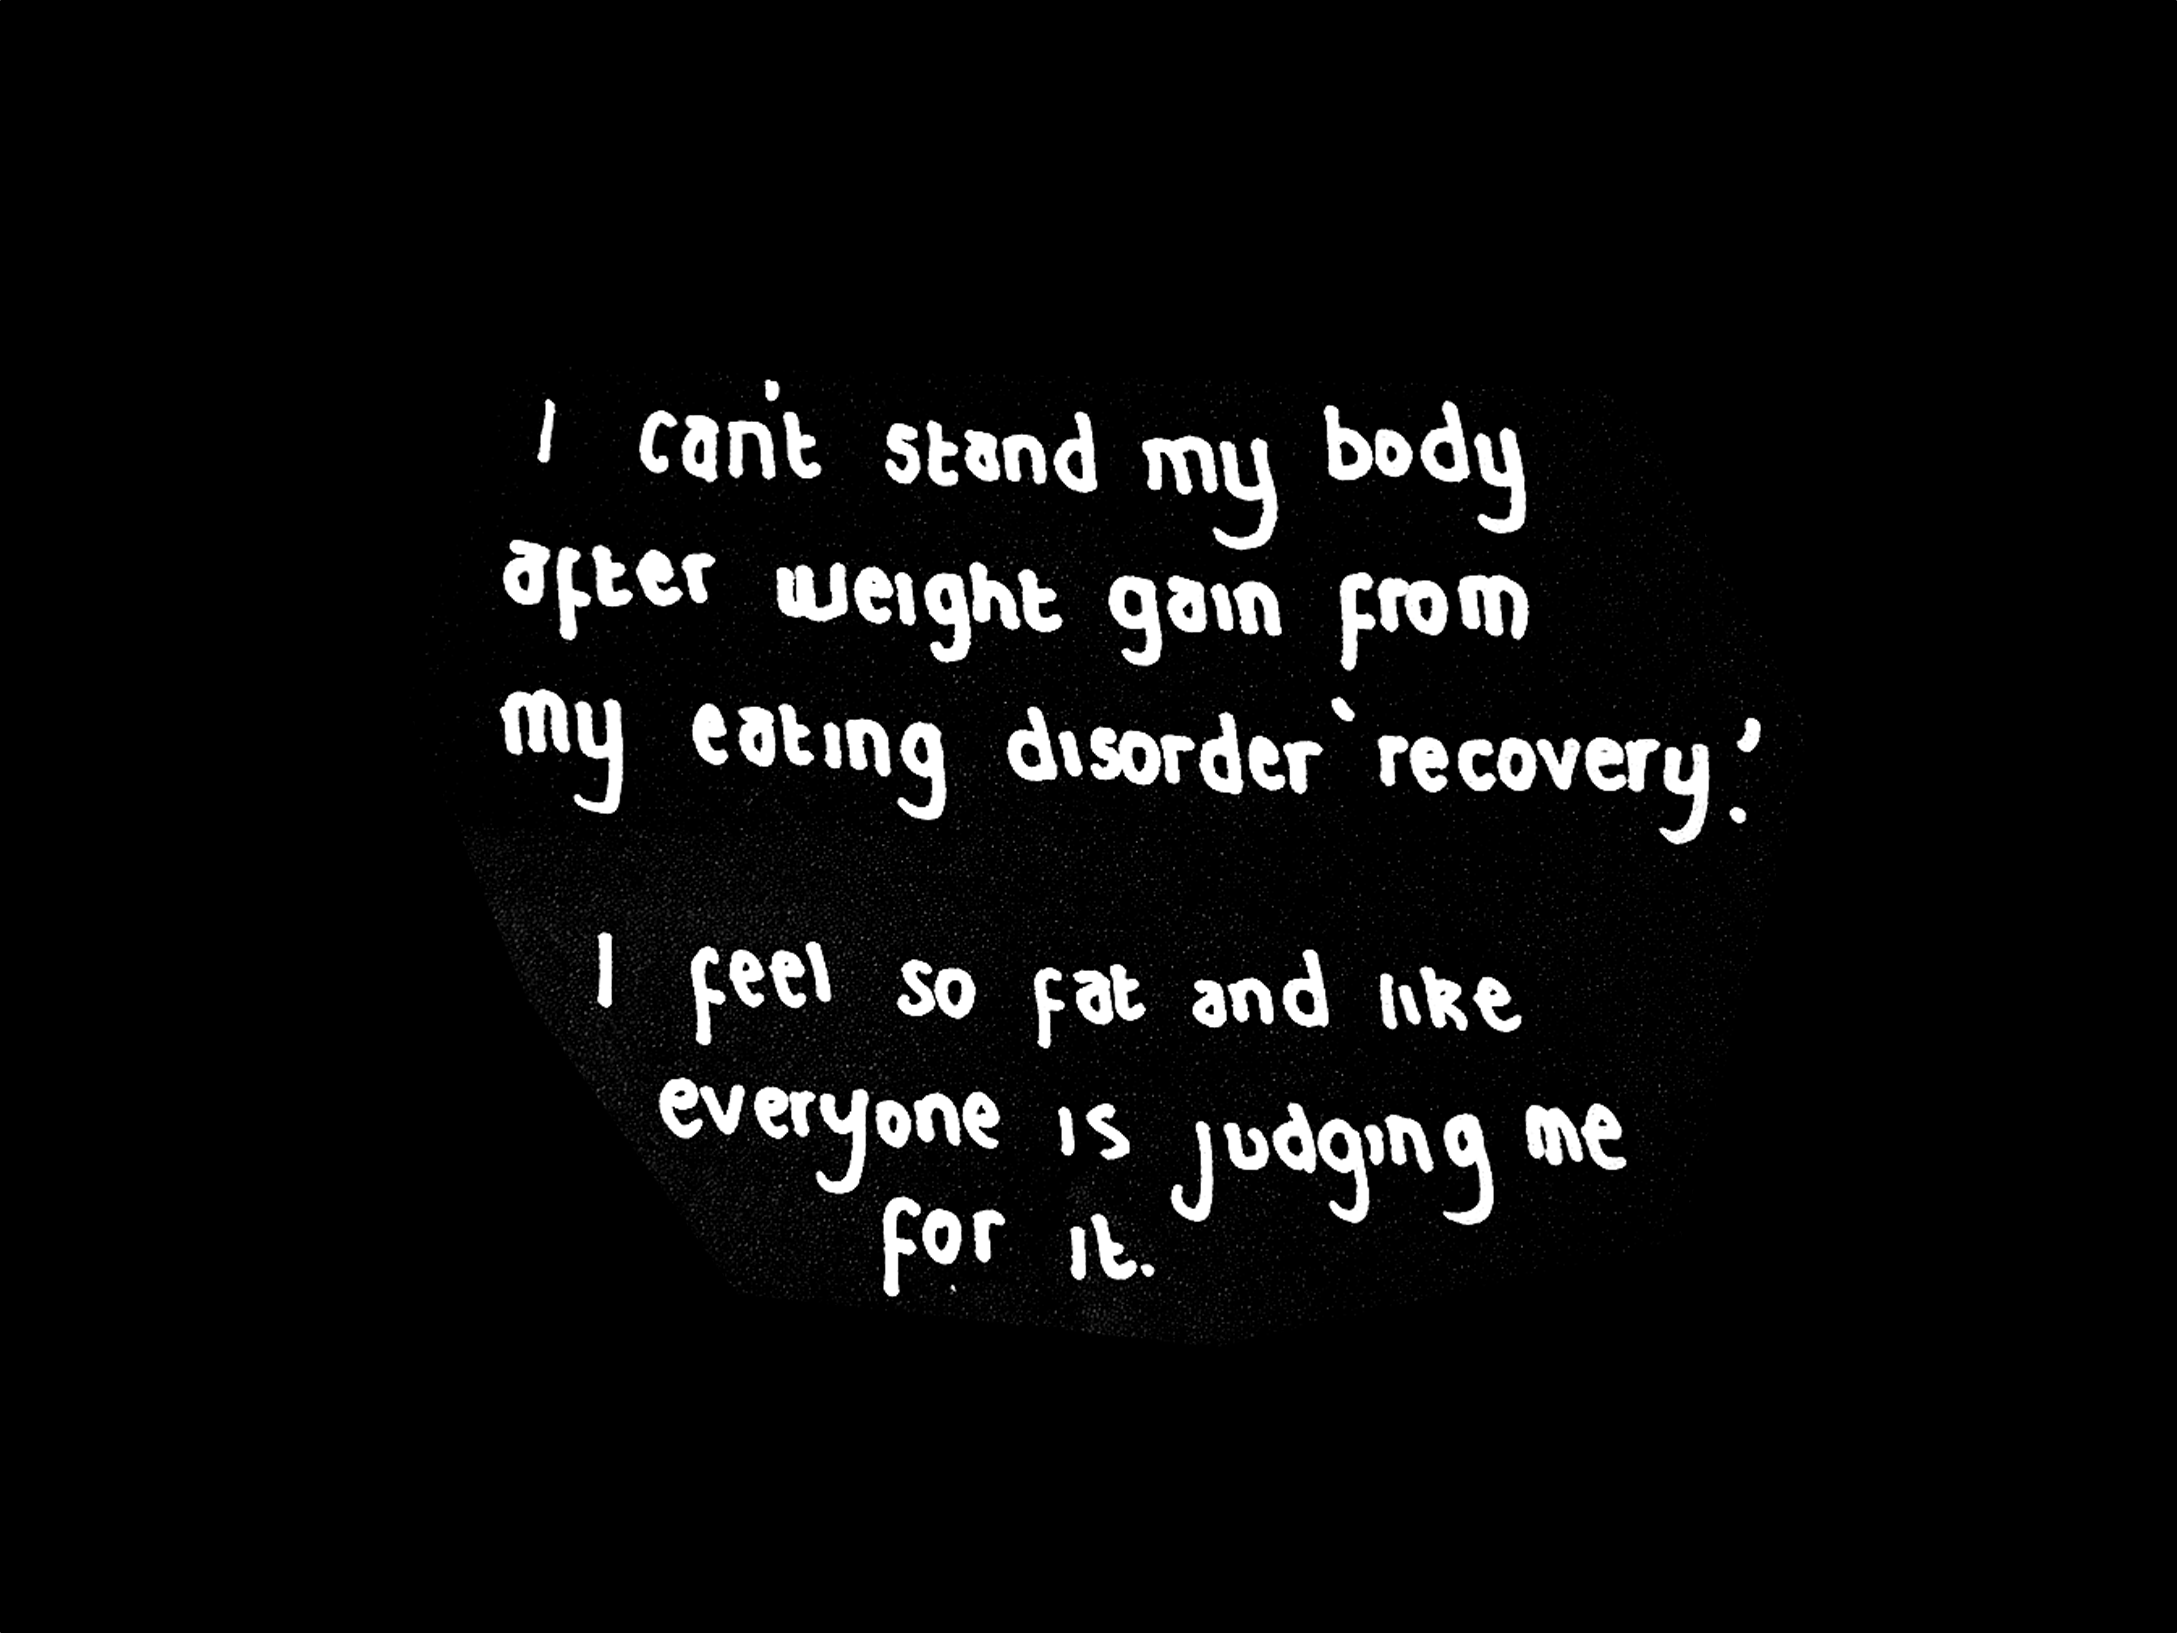 I can't stand my body
after weight gain from
my eating disorder 'recovery.'
I feel so fat and like
everyone is judging me
for it.